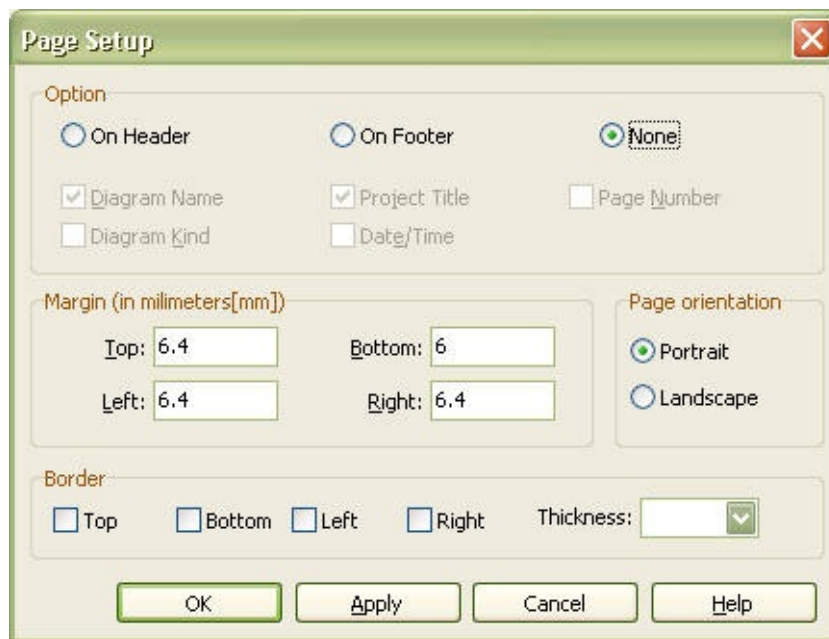 Page Setup
Option
On Header On Footer None
Diagram Name Project Title Page Number
Diagram Kind Date/Time
Margin (in milimeters[mm]) Page orientation
Top: 6.4 Bottom: 6 Portrait
Left: 6.4 Right: 6.4 Landscape
Border
Top Bottom Left Right Thickness:
OK Apply Cancel Help